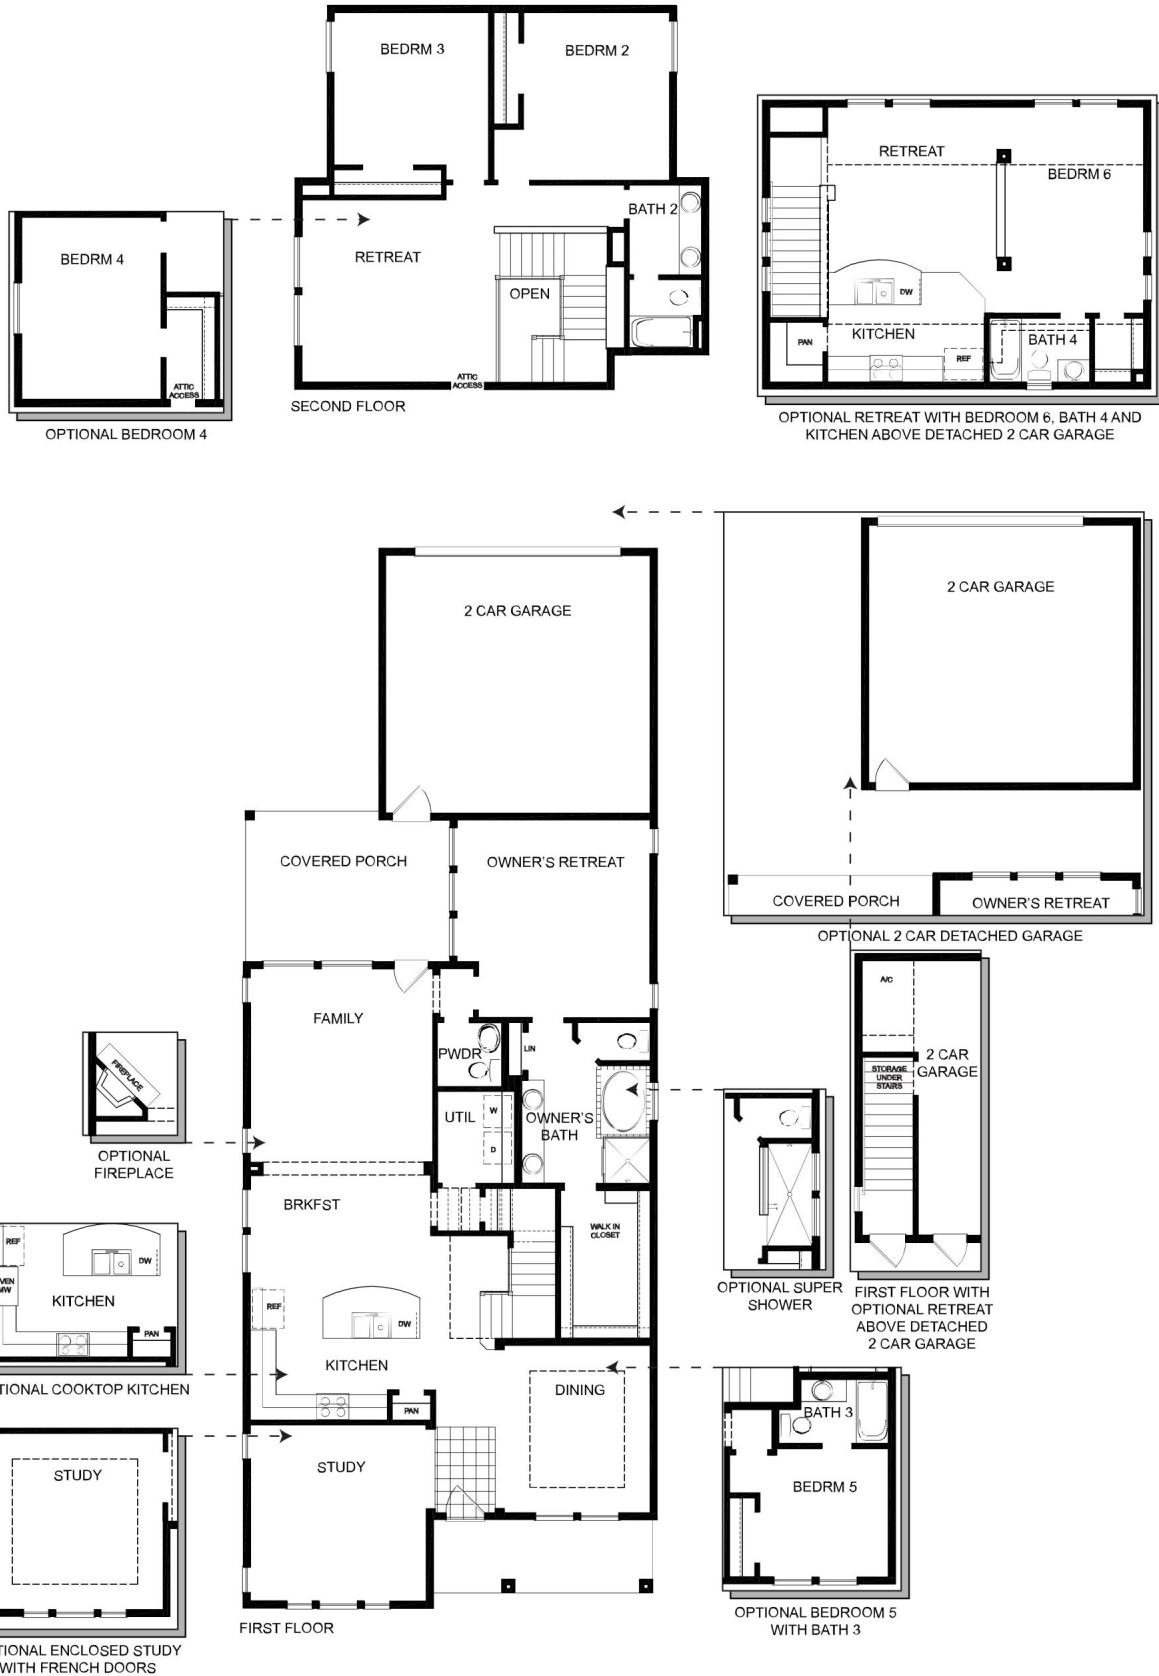 BEDRM 3
BEDRM 2
BATH 2
RETREAT
OPEN
ATTIC
ACCESS
SECOND FLOOR
BEDRM 4
ATTIC
ACCESS
OPTIONAL BEDROOM 4
RETREAT
BEDRM 6
DW
KITCHEN
PAN
REF
BATH 4
OPTIONAL RETREAT WITH BEDROOM 6, BATH 4 AND
KITCHEN ABOVE DETACHED 2 CAR GARAGE
2 CAR GARAGE
COVERED PORCH
OWNER'S RETREAT
FAMILY
PWDR
LIN
UTIL
W
D
OWNER'S
BATH
BRKFST
WALK IN
CLOSET
REF
DW
KITCHEN
PAN
DINING
STUDY
FIRST FLOOR
2 CAR GARAGE
COVERED PORCH
OWNER'S RETREAT
OPTIONAL 2 CAR DETACHED GARAGE
FIREPLACE
OPTIONAL
FIREPLACE
REF
DW
VEN
MW
KITCHEN
PAN
TIONAL COOKTOP KITCHEN
STUDY
TIONAL ENCLOSED STUDY
WITH FRENCH DOORS
OPTIONAL SUPER
SHOWER
A/C
2 CAR
GARAGE
STORAGE
UNDER
STAIRS
FIRST FLOOR WITH
OPTIONAL RETREAT
ABOVE DETACHED
2 CAR GARAGE
BATH 3
BEDRM 5
OPTIONAL BEDROOM 5
WITH BATH 3